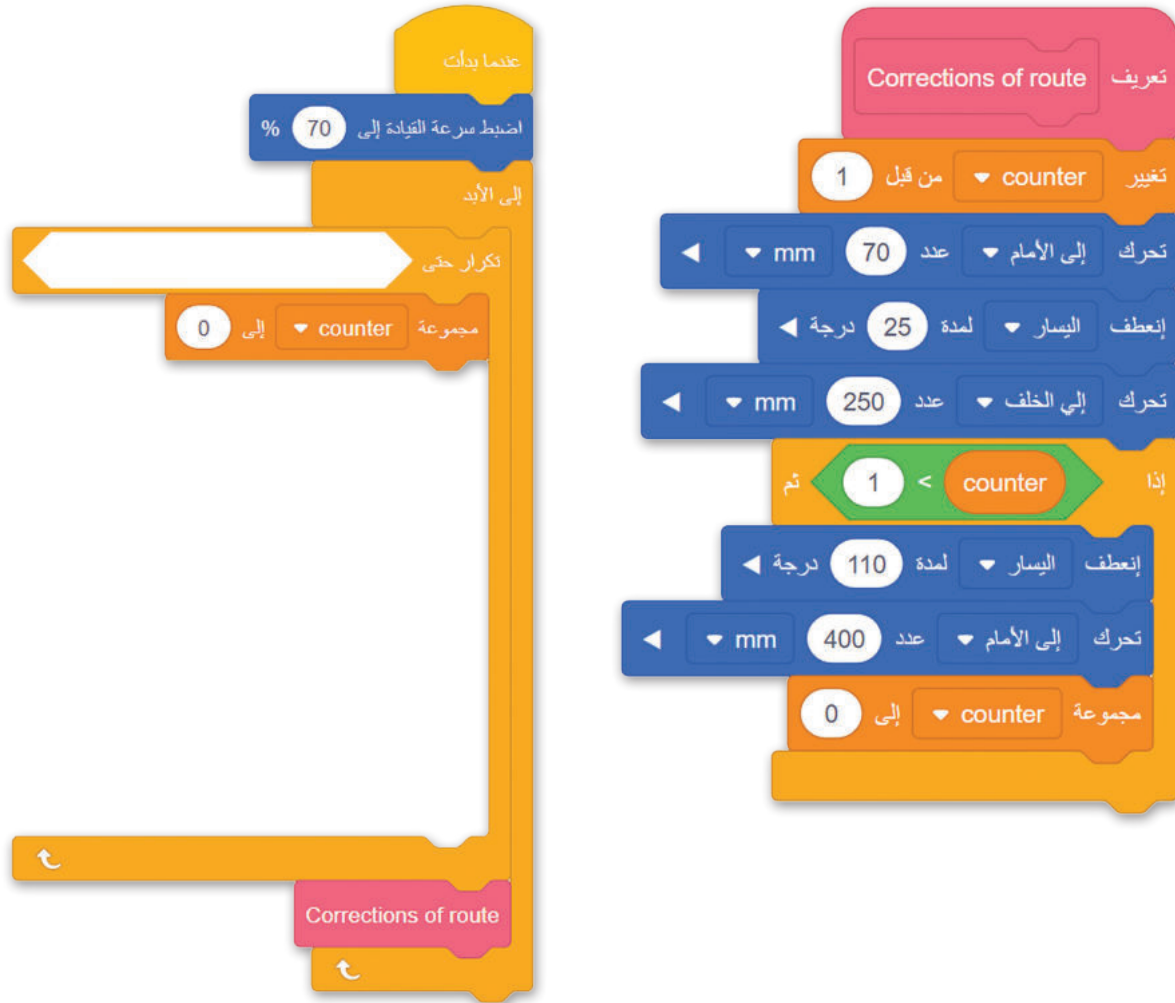 تعريف Corrections of route
تغيير counter من قبل 1
تحرك إلى الأمام عدد 70 mm
إنعطف اليسار لمدة 25 درجة
تحرك إلي الخلف عدد 250 mm
إذا counter < 1 ثم
إنعطف اليسار لمدة 110 درجة
تحرك إلى الأمام عدد 400 mm
مجموعة counter إلى 0
عندما بدأت
اضبط سرعة القيادة إلى 70 %
إلى الأبد
تكرار حتى
مجموعة counter إلى 0
Corrections of route